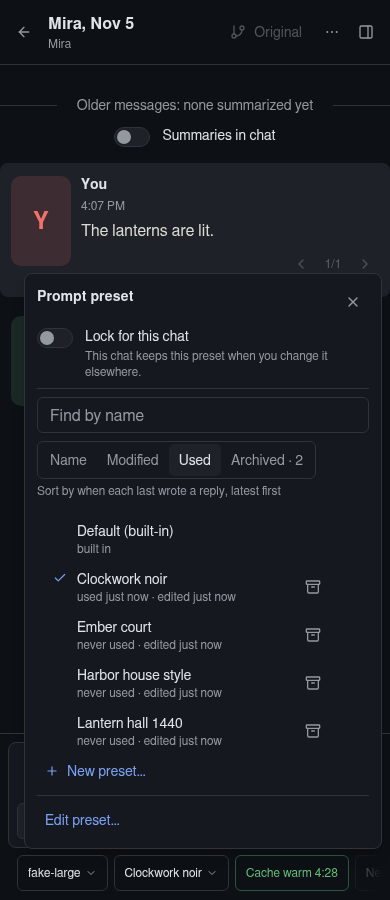 Mira, Nov 5
Mira
Original
Older messages: none summarized yet
Summaries in chat
Y
You
4:07 PM
The lanterns are lit.
1/1
Prompt preset
Lock for this chat
This chat keeps this preset when you change it
elsewhere.
Find by name
Name Modified Used Archived · 2
Sort by when each last wrote a reply, latest first
Default (built-in)
built in
Clockwork noir
used just now · edited just now
Ember court
never used · edited just now
Harbor house style
never used · edited just now
Lantern hall 1440
never used · edited just now
New preset...
Edit preset...
fake-large Clockwork noir Cache warm 4:28